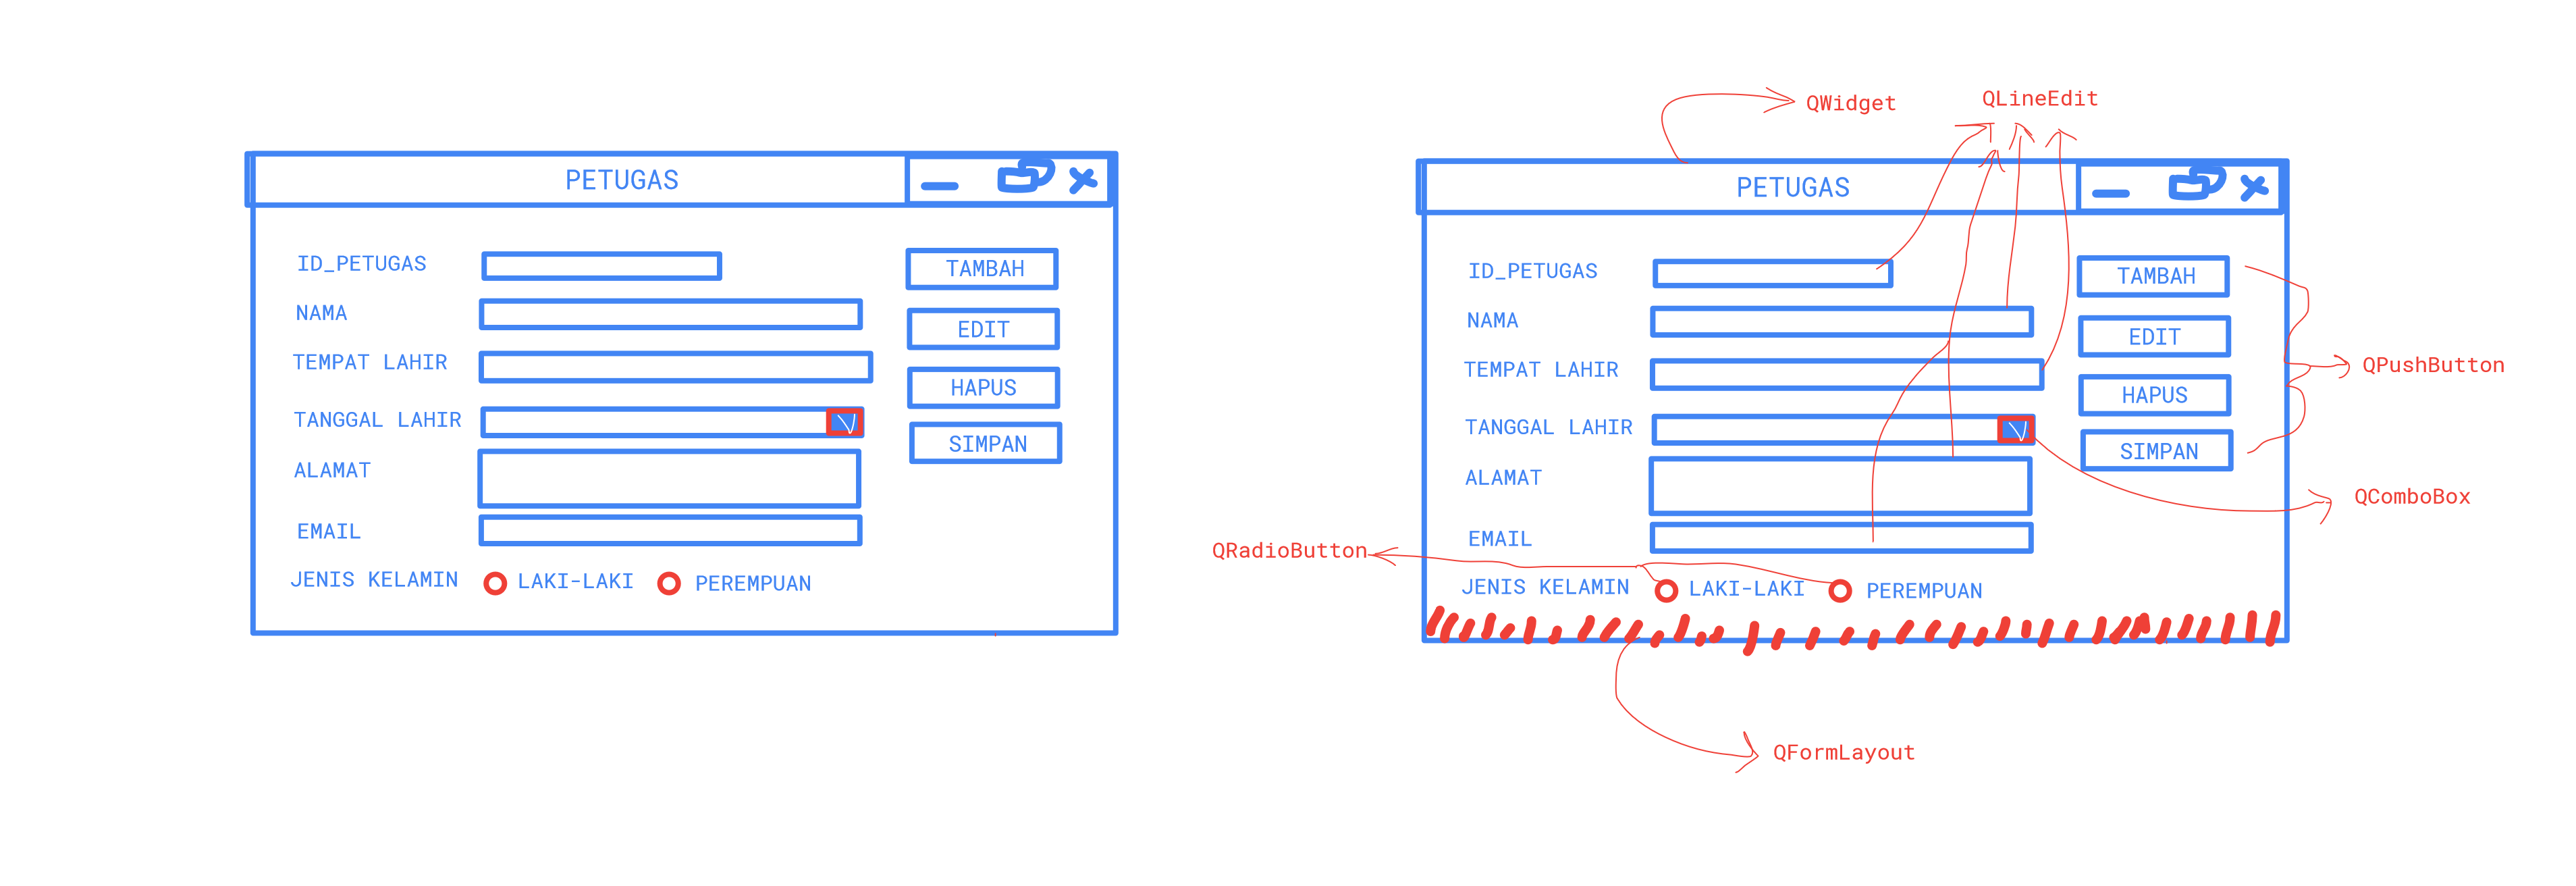 PETUGAS
ID_PETUGAS
NAMA
TEMPAT LAHIR
TANGGAL LAHIR
ALAMAT
EMAIL
JENIS KELAMIN LAKI-LAKI PEREMPUAN
TAMBAH
EDIT
HAPUS
SIMPAN
QWidget
QLineEdit
PETUGAS
ID_PETUGAS
NAMA
TEMPAT LAHIR
TANGGAL LAHIR
ALAMAT
EMAIL
JENIS KELAMIN LAKI-LAKI PEREMPUAN
TAMBAH
EDIT
HAPUS
SIMPAN
QPushButton
QComboBox
QRadioButton
QFormLayout